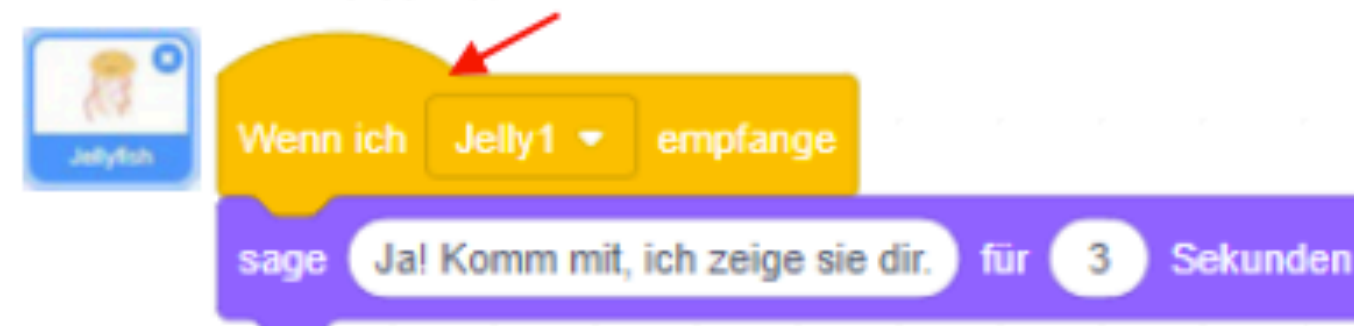 Jellyfish
Wenn ich Jelly1 empfange
sage Ja! Komm mit, ich zeige sie dir. für 3 Sekunden